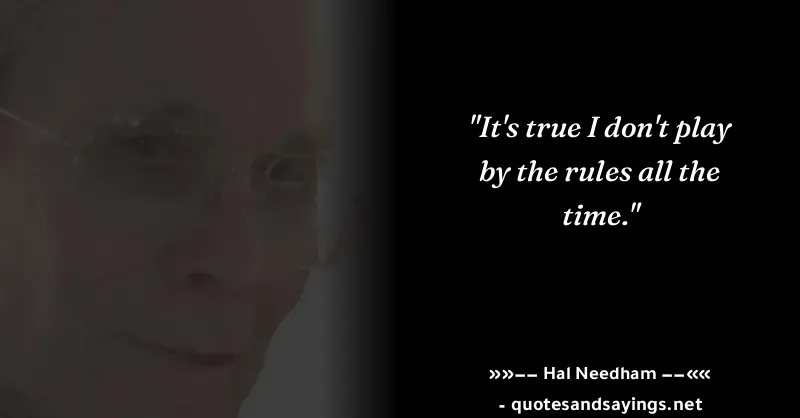 "It's true I don't play
by the rules all the
time."
»»−− Hal Needham −−««
- quotesandsayings.net